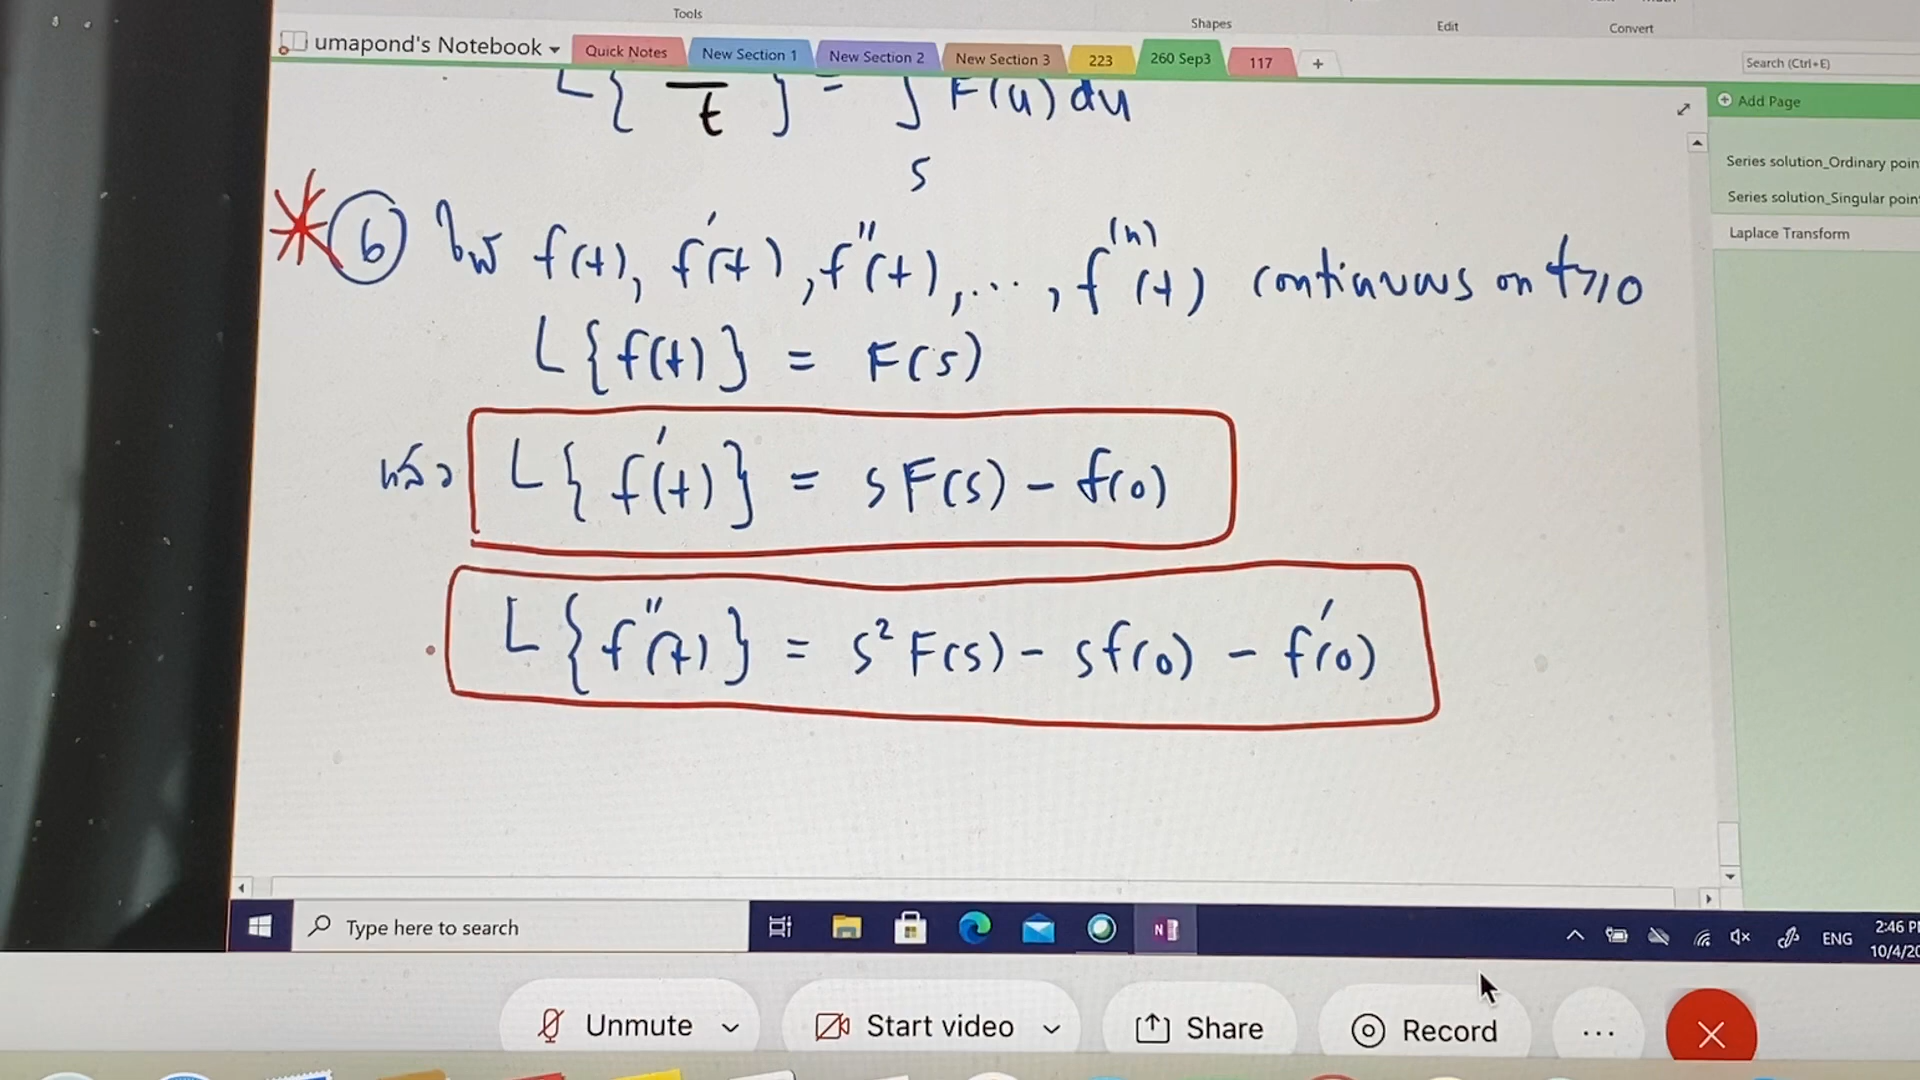 Tools
Shapes
Edit
Convert
umapond's Notebook
Quick Notes
New Section 1
New Section 2
New Section 3
223
260 Sep3
117
+
Search (Ctrl+E)
Add Page
Series solution_Ordinary poin
Series solution_Singular poin
Laplace Transform
L{ t } = ∫ F(u) du
s
* ⑥ ให้ f(t), f'(t), f''(t), ..., f⁽ⁿ⁾(t) continuous on t≥0
L{f(t)} = F(s)
แล้ว L{f'(t)} = sF(s) - f(0)
L{f''(t)} = s²F(s) - sf(0) - f'(0)
Type here to search
ENG
2:46 P
10/4/20
Unmute
Start video
Share
Record
...